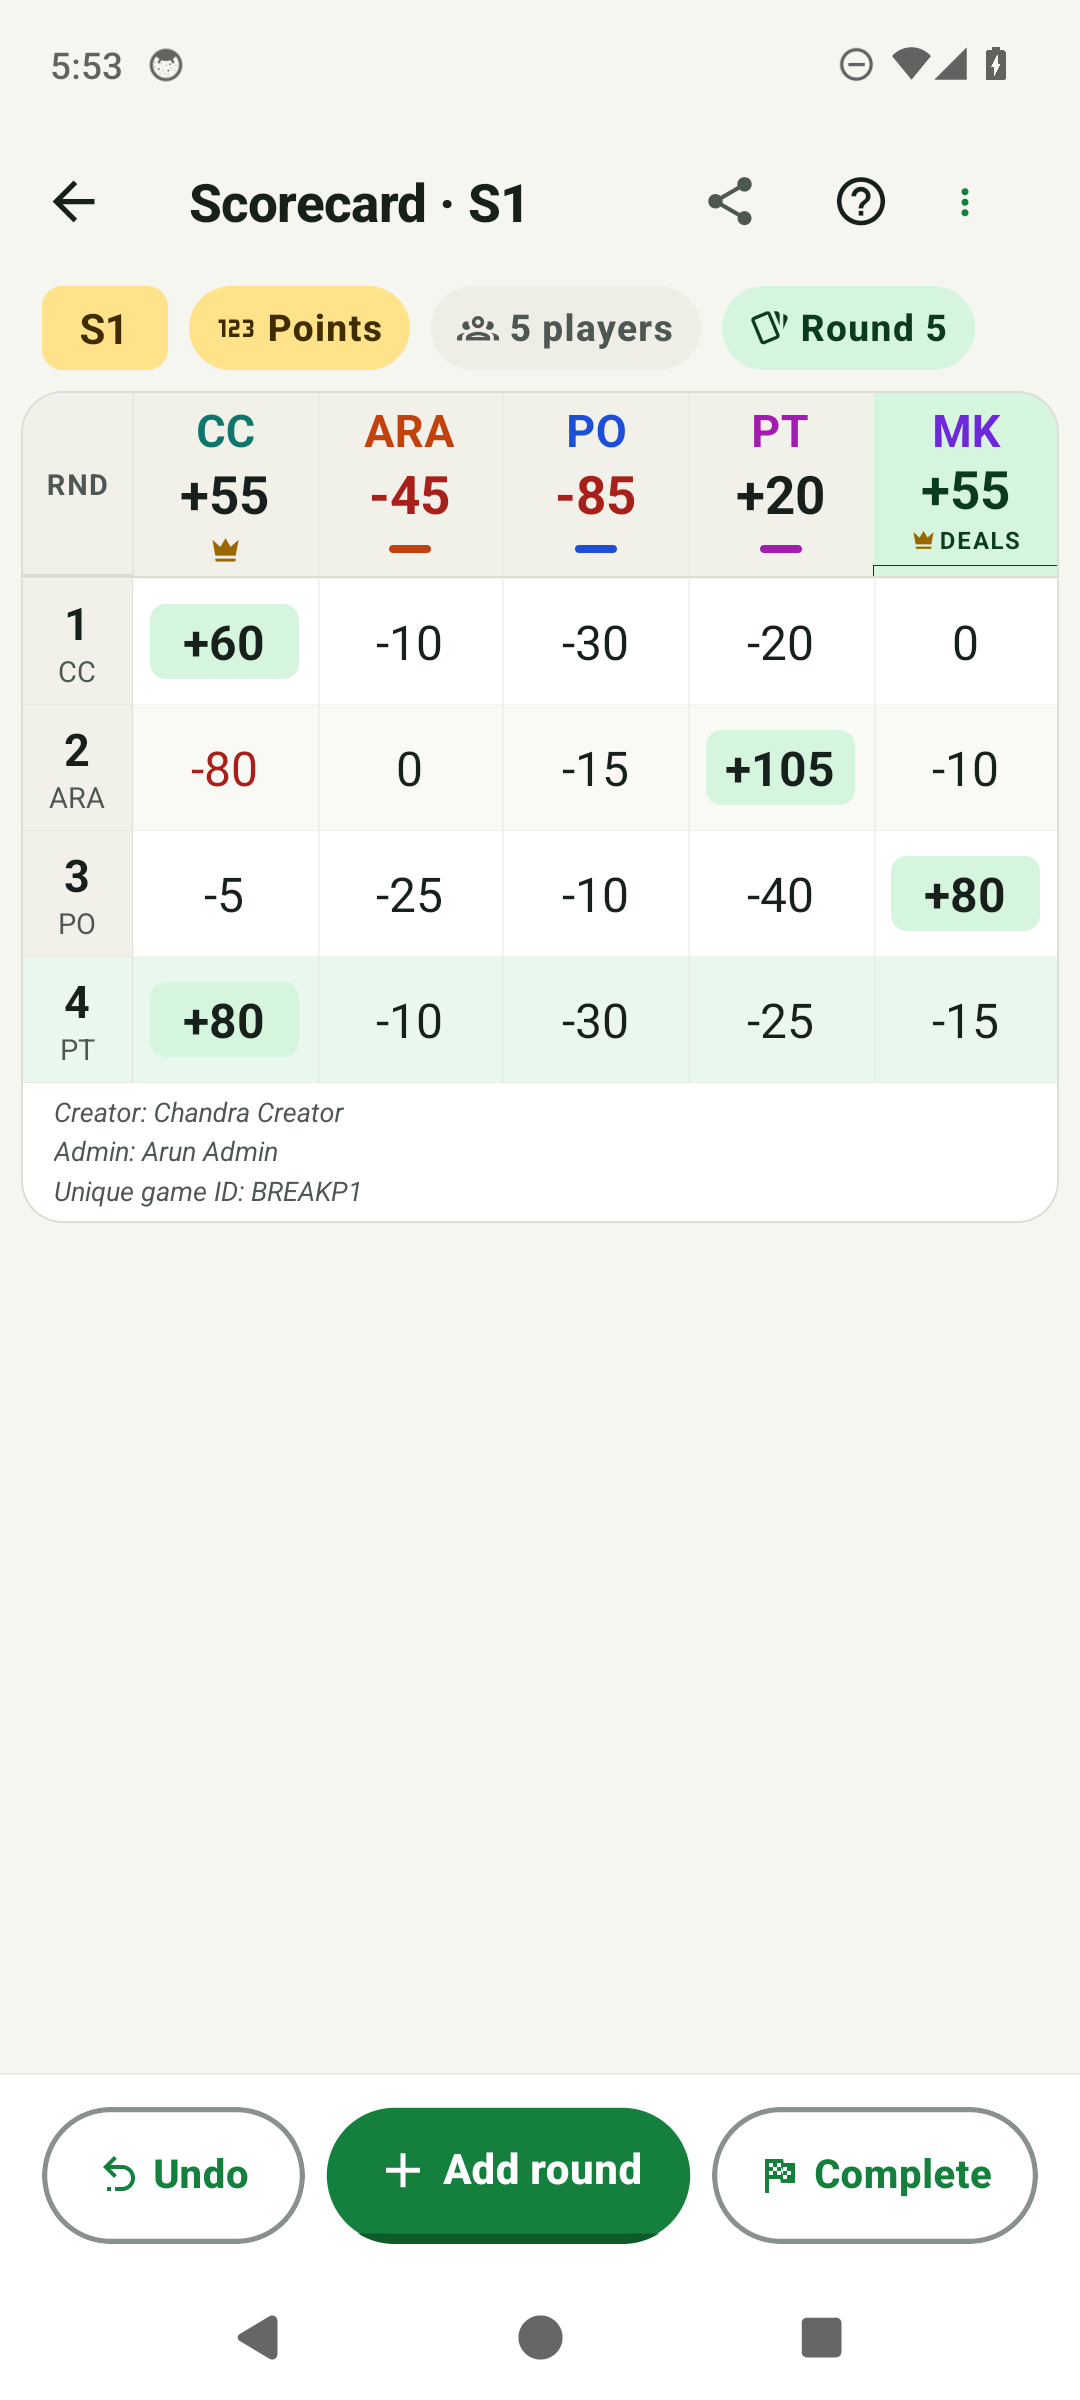 5:53
Scorecard · S1
S1
123 Points
5 players
Round 5
RND CC ARA PO PT MK
+55 -45 -85 +20 +55
DEALS
1 +60 -10 -30 -20 0
CC
2 -80 0 -15 +105 -10
ARA
3 -5 -25 -10 -40 +80
PO
4 +80 -10 -30 -25 -15
PT
Creator: Chandra Creator
Admin: Arun Admin
Unique game ID: BREAKP1
Undo
+ Add round
Complete